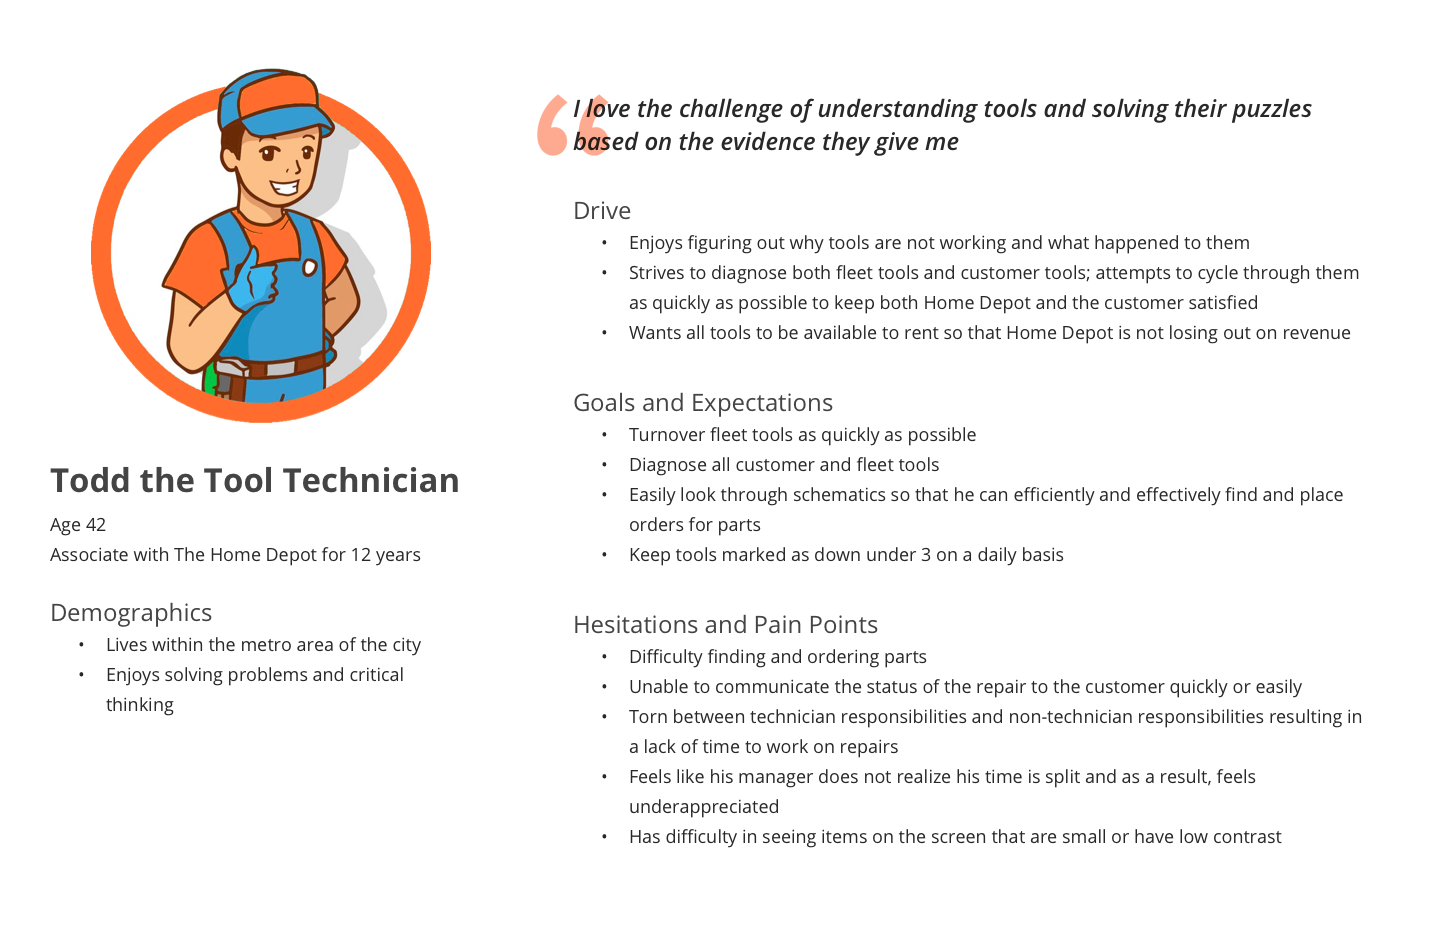 I love the challenge of understanding tools and solving their puzzles
based on the evidence they give me
Todd the Tool Technician
Age 42
Associate with The Home Depot for 12 years
Demographics
• Lives within the metro area of the city
• Enjoys solving problems and critical
thinking
Drive
• Enjoys figuring out why tools are not working and what happened to them
• Strives to diagnose both fleet tools and customer tools; attempts to cycle through them
as quickly as possible to keep both Home Depot and the customer satisfied
• Wants all tools to be available to rent so that Home Depot is not losing out on revenue
Goals and Expectations
• Turnover fleet tools as quickly as possible
• Diagnose all customer and fleet tools
• Easily look through schematics so that he can efficiently and effectively find and place
orders for parts
• Keep tools marked as down under 3 on a daily basis
Hesitations and Pain Points
• Difficulty finding and ordering parts
• Unable to communicate the status of the repair to the customer quickly or easily
• Torn between technician responsibilities and non-technician responsibilities resulting in
a lack of time to work on repairs
• Feels like his manager does not realize his time is split and as a result, feels
underappreciated
• Has difficulty in seeing items on the screen that are small or have low contrast